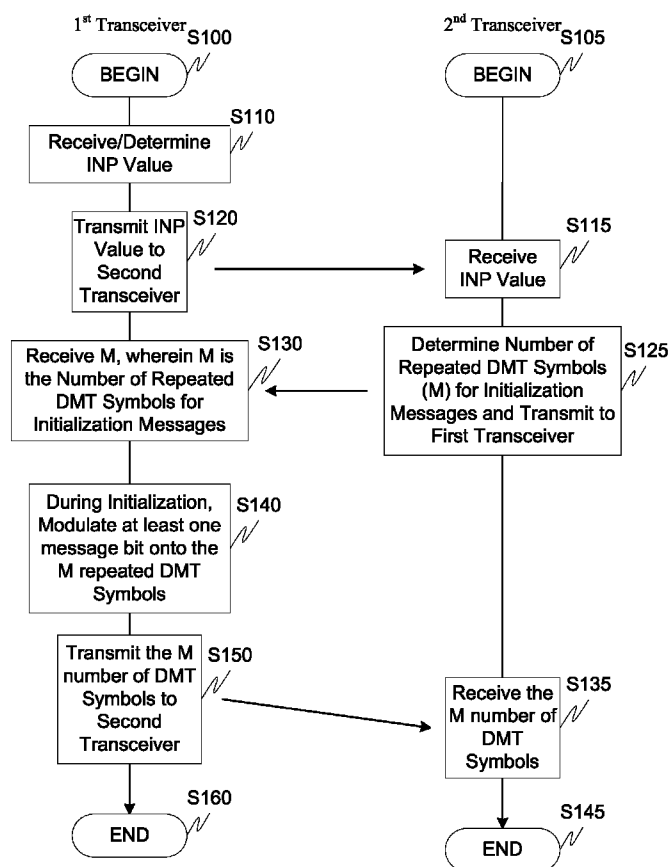 1st Transceiver
2nd Transceiver
S100
S105
BEGIN
BEGIN
S110
Receive/Determine
INP Value
S120
Transmit INP
Value to
Second
Transceiver
S115
Receive
INP Value
S130
Receive M, wherein M is
the Number of Repeated
DMT Symbols for
Initialization Messages
S125
Determine Number of
Repeated DMT Symbols
(M) for Initialization
Messages and Transmit to
First Transceiver
S140
During Initialization,
Modulate at least one
message bit onto the
M repeated DMT
Symbols
S150
Transmit the M
number of DMT
Symbols to
Second
Transceiver
S135
Receive the
M number of
DMT
Symbols
S160
END
S145
END